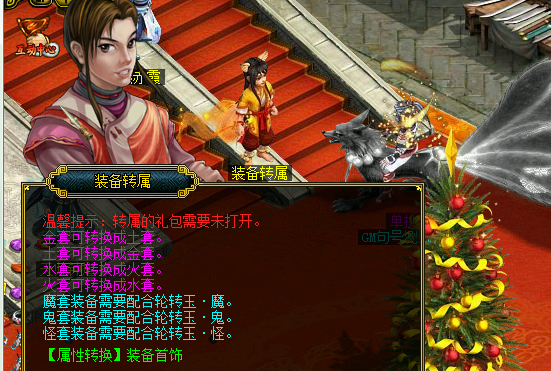 互动中心
霞
装备转属
装备转属
温馨提示：转属的礼包需要未打开。
金套可转换成土套。
土套可转换成金套。
水套可转换成火套。
火套可转换成水套。
魔套装备需要配合轮转玉·魔。
鬼套装备需要配合轮转玉·鬼。
怪套装备需要配合轮转玉·怪。
【属性转换】装备首饰